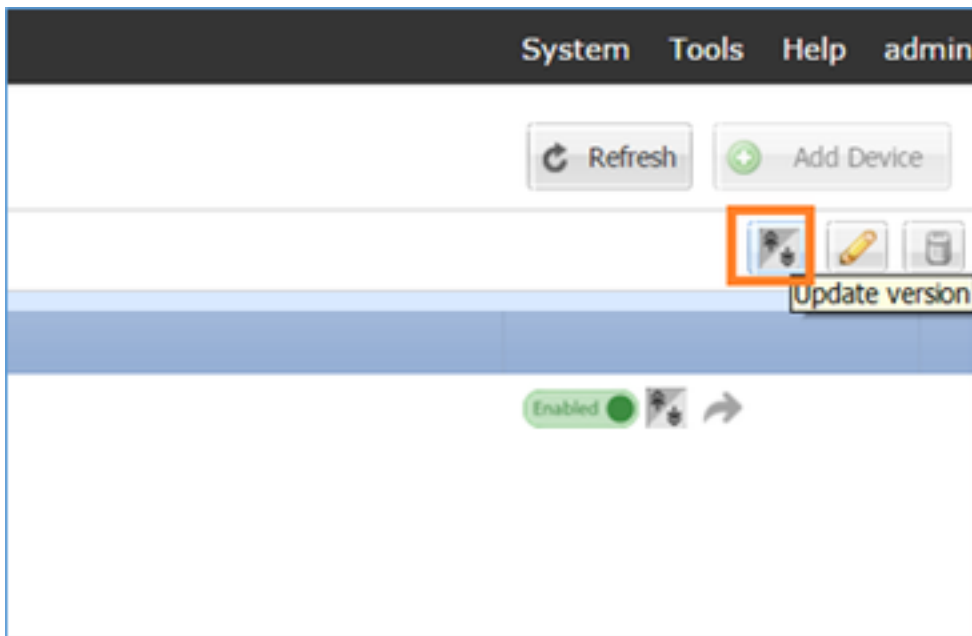 System Tools Help admin
Refresh Add Device
Update version
Enabled